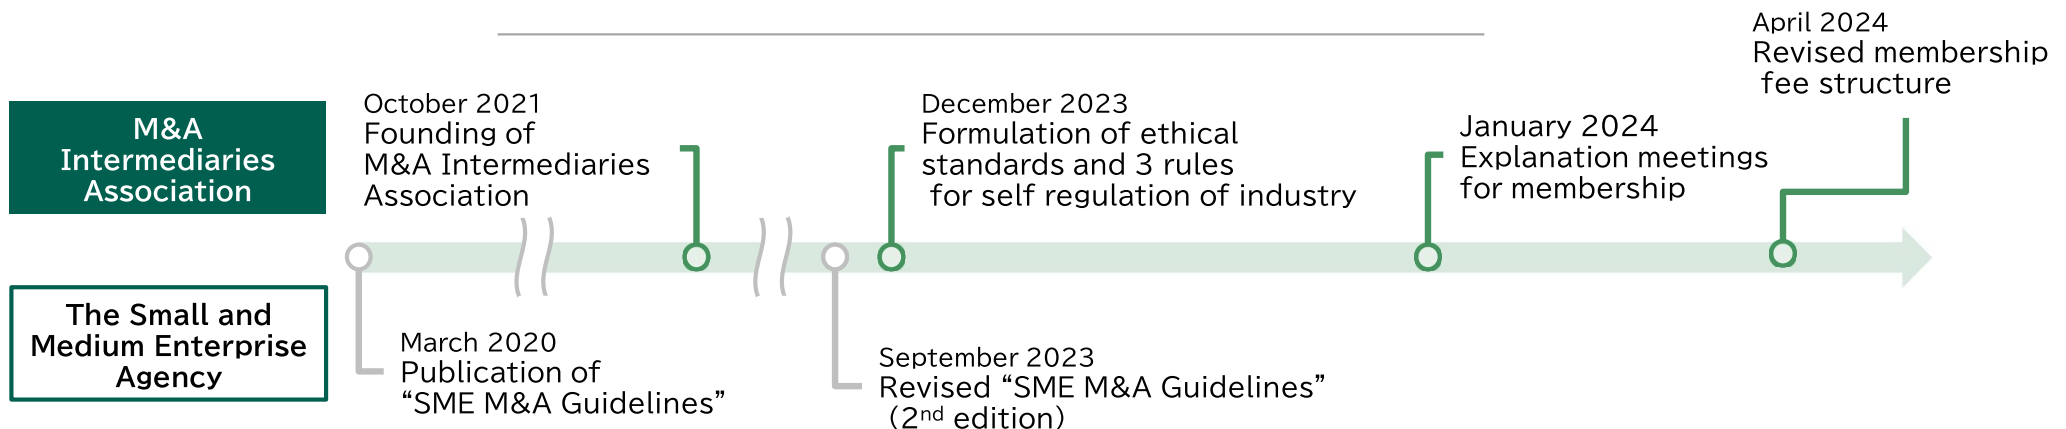 M&A
Intermediaries
Association
October 2021
Founding of
M&A Intermediaries
Association
December 2023
Formulation of ethical
standards and 3 rules
for self regulation of industry
January 2024
Explanation meetings
for membership
April 2024
Revised membership
fee structure
The Small and
Medium Enterprise
Agency
March 2020
Publication of
“SME M&A Guidelines”
September 2023
Revised “SME M&A Guidelines”
(2nd edition)